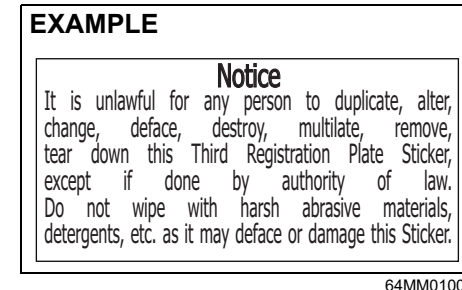 EXAMPLE
Notice
It is unlawful for any person to duplicate, alter,
change, deface, destroy, multilate, remove,
tear down this Third Registration Plate Sticker,
except if done by authority of law.
Do not wipe with harsh abrasive materials,
detergents, etc. as it may deface or damage this Sticker.
64MM0100